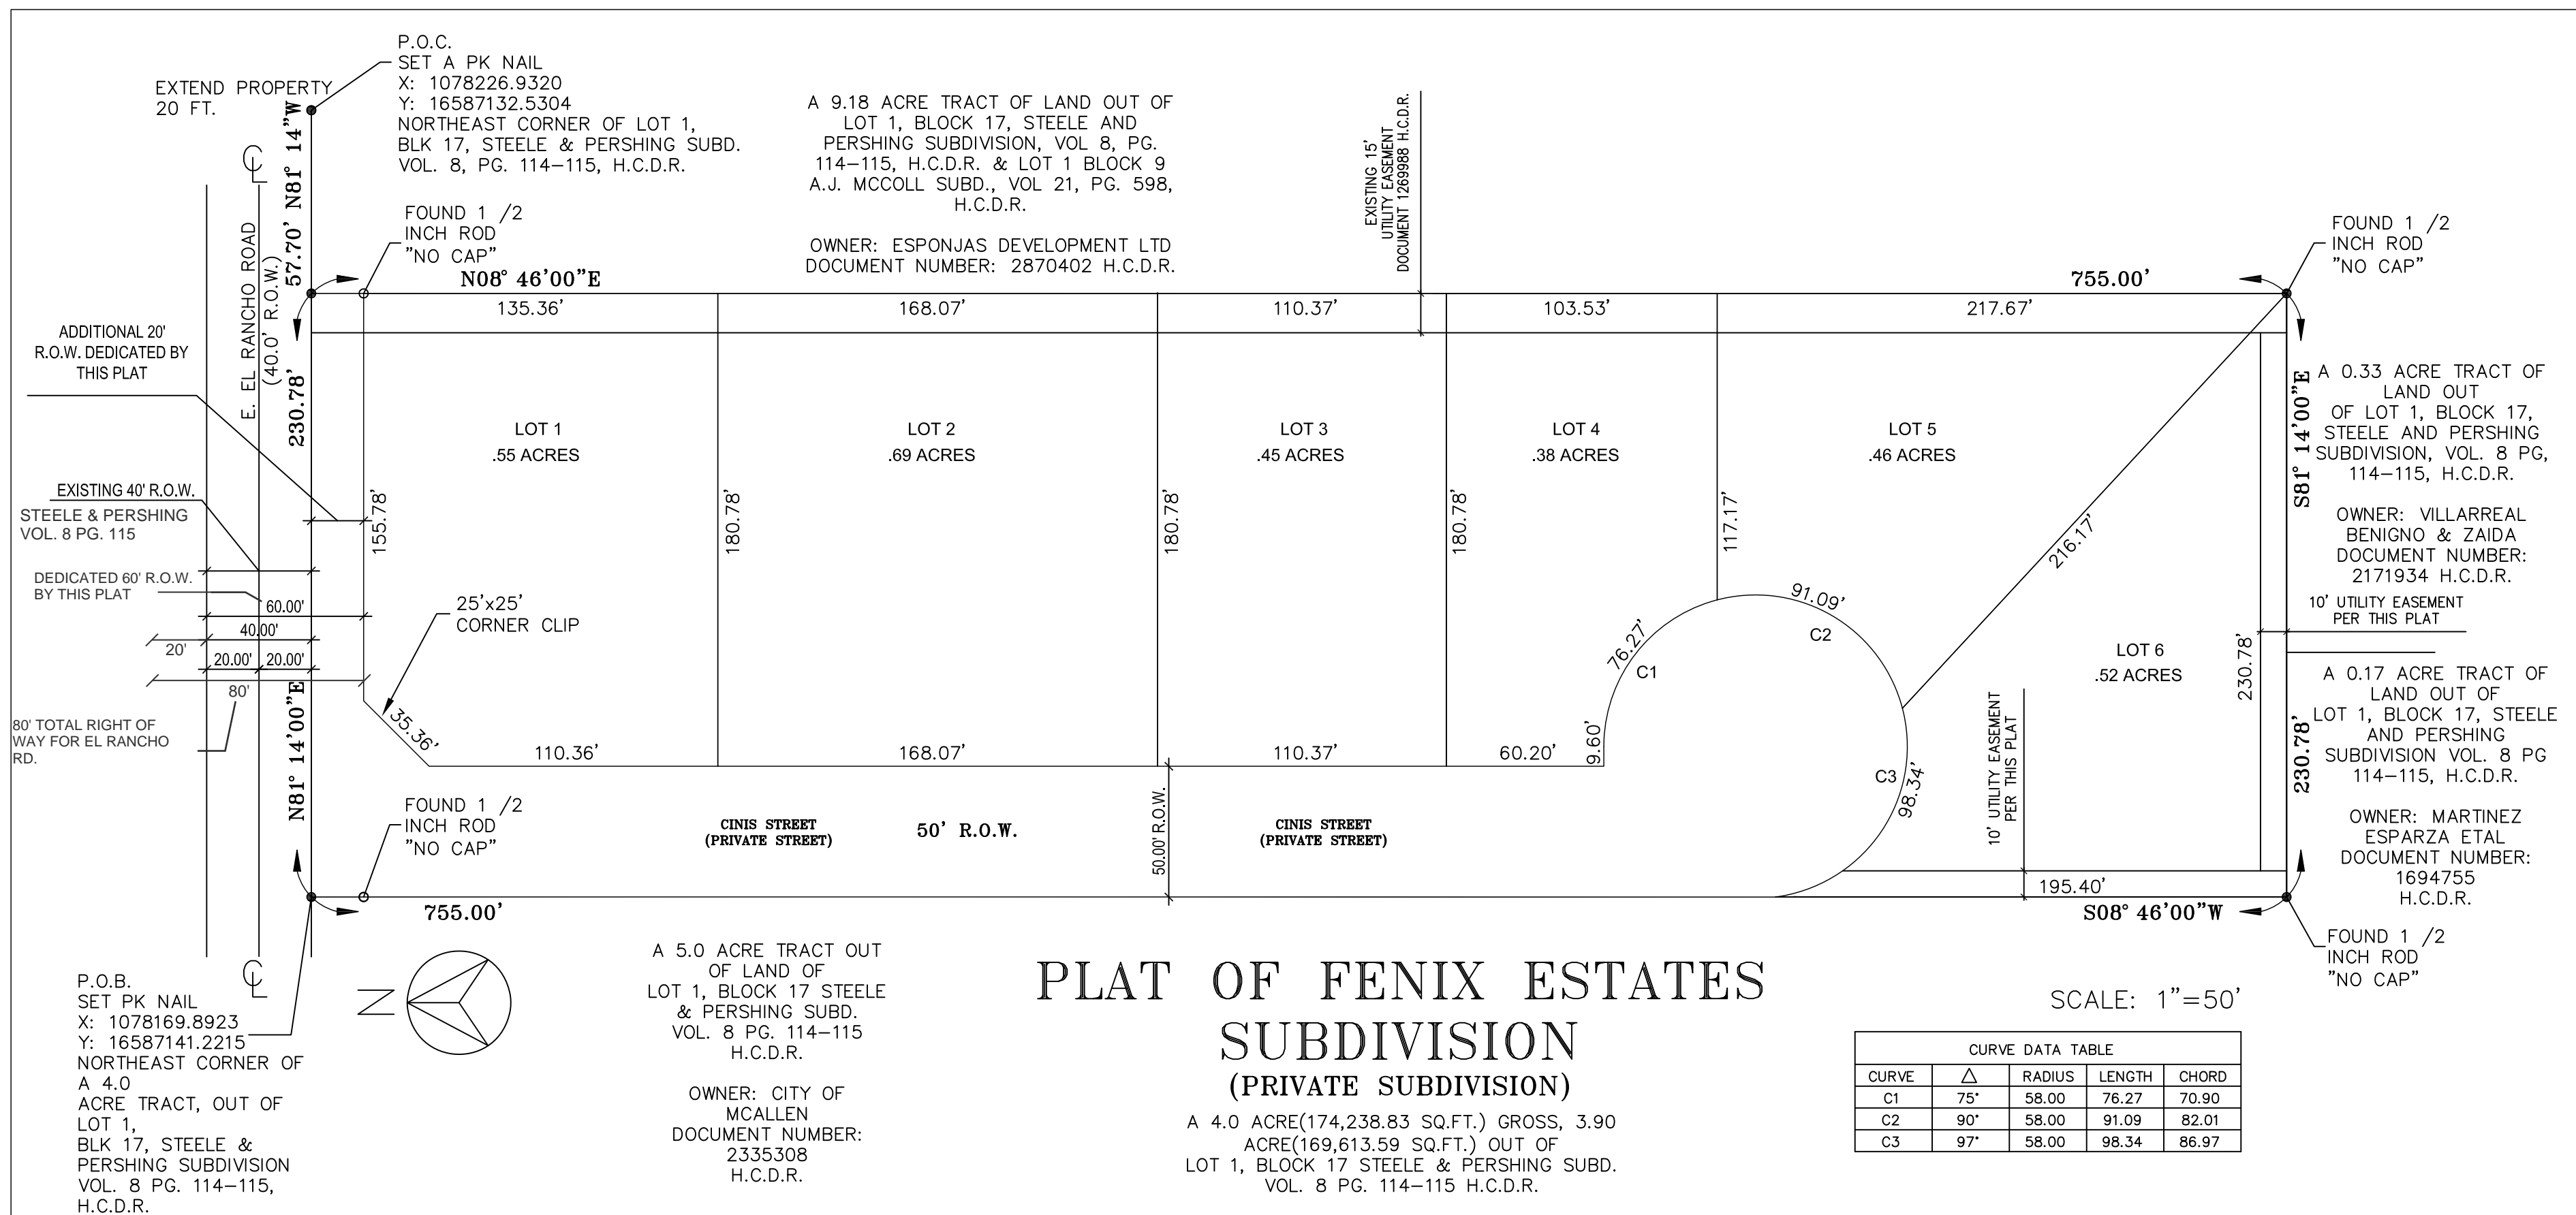 P.O.C.
SET A PK NAIL
X: 1078226.9320
Y: 16587132.5304
NORTHEAST CORNER OF LOT 1,
BLK 17, STEELE & PERSHING SUBD.
VOL. 8, PG. 114-115, H.C.D.R.
EXTEND PROPERTY
20 FT.
57.70' N81° 14"W
A 9.18 ACRE TRACT OF LAND OUT OF
LOT 1, BLOCK 17, STEELE AND
PERSHING SUBDIVISION, VOL 8, PG.
114-115, H.C.D.R. & LOT 1 BLOCK 9
A.J. MCCOLL SUBD., VOL 21, PG. 598,
H.C.D.R.
OWNER: ESPONJAS DEVELOPMENT LTD
DOCUMENT NUMBER: 2870402 H.C.D.R.
EXISTING 15'
UTILITY EASEMENT
DOCUMENT 1269988 H.C.D.R.
FOUND 1 /2
INCH ROD
"NO CAP"
FOUND 1 /2
INCH ROD
"NO CAP"
N08° 46'00"E
755.00'
135.36'
168.07'
110.37'
103.53'
217.67'
E. EL RANCHO ROAD
(40.0' R.O.W.)
230.78'
N81° 14'00"E
ADDITIONAL 20'
R.O.W. DEDICATED BY
THIS PLAT
EXISTING 40' R.O.W.
STEELE & PERSHING
VOL. 8 PG. 115
DEDICATED 60' R.O.W.
BY THIS PLAT
60.00'
40.00'
20'
20.00'
20.00'
80'
80' TOTAL RIGHT OF
WAY FOR EL RANCHO
RD.
155.78'
LOT 1
.55 ACRES
180.78'
LOT 2
.69 ACRES
180.78'
LOT 3
.45 ACRES
180.78'
LOT 4
.38 ACRES
117.17'
LOT 5
.46 ACRES
216.17'
LOT 6
.52 ACRES
230.78'
25'x25'
CORNER CLIP
35.36'
110.36'
168.07'
110.37'
60.20'
9.60'
76.27'
C1
91.09'
C2
C3
98.34'
10' UTILITY EASEMENT
PER THIS PLAT
195.40'
S08° 46'00"W
S81° 14'00"E
230.78'
A 0.33 ACRE TRACT OF
LAND OUT
OF LOT 1, BLOCK 17,
STEELE AND PERSHING
SUBDIVISION, VOL. 8 PG,
114-115, H.C.D.R.
OWNER: VILLARREAL
BENIGNO & ZAIDA
DOCUMENT NUMBER:
2171934 H.C.D.R.
10' UTILITY EASEMENT
PER THIS PLAT
A 0.17 ACRE TRACT OF
LAND OUT OF
LOT 1, BLOCK 17, STEELE
AND PERSHING
SUBDIVISION VOL. 8 PG
114-115, H.C.D.R.
OWNER: MARTINEZ
ESPARZA ETAL
DOCUMENT NUMBER:
1694755
H.C.D.R.
FOUND 1 /2
INCH ROD
"NO CAP"
FOUND 1 /2
INCH ROD
"NO CAP"
CINIS STREET
(PRIVATE STREET)
50' R.O.W.
50.00' R.O.W.
CINIS STREET
(PRIVATE STREET)
755.00'
P.O.B.
SET PK NAIL
X: 1078169.8923
Y: 16587141.2215
NORTHEAST CORNER OF
A 4.0
ACRE TRACT, OUT OF
LOT 1,
BLK 17, STEELE &
PERSHING SUBDIVISION
VOL. 8 PG. 114-115,
H.C.D.R.
N
A 5.0 ACRE TRACT OUT
OF LAND OF
LOT 1, BLOCK 17 STEELE
& PERSHING SUBD.
VOL. 8 PG. 114-115
H.C.D.R.
OWNER: CITY OF
MCALLEN
DOCUMENT NUMBER:
2335308
H.C.D.R.
PLAT OF FENIX ESTATES
SUBDIVISION
(PRIVATE SUBDIVISION)
A 4.0 ACRE(174,238.83 SQ.FT.) GROSS, 3.90
ACRE(169,613.59 SQ.FT.) OUT OF
LOT 1, BLOCK 17 STEELE & PERSHING SUBD.
VOL. 8 PG. 114-115 H.C.D.R.
SCALE: 1"=50'
CURVE DATA TABLE
CURVE △ RADIUS LENGTH CHORD
C1 75° 58.00 76.27 70.90
C2 90° 58.00 91.09 82.01
C3 97° 58.00 98.34 86.97